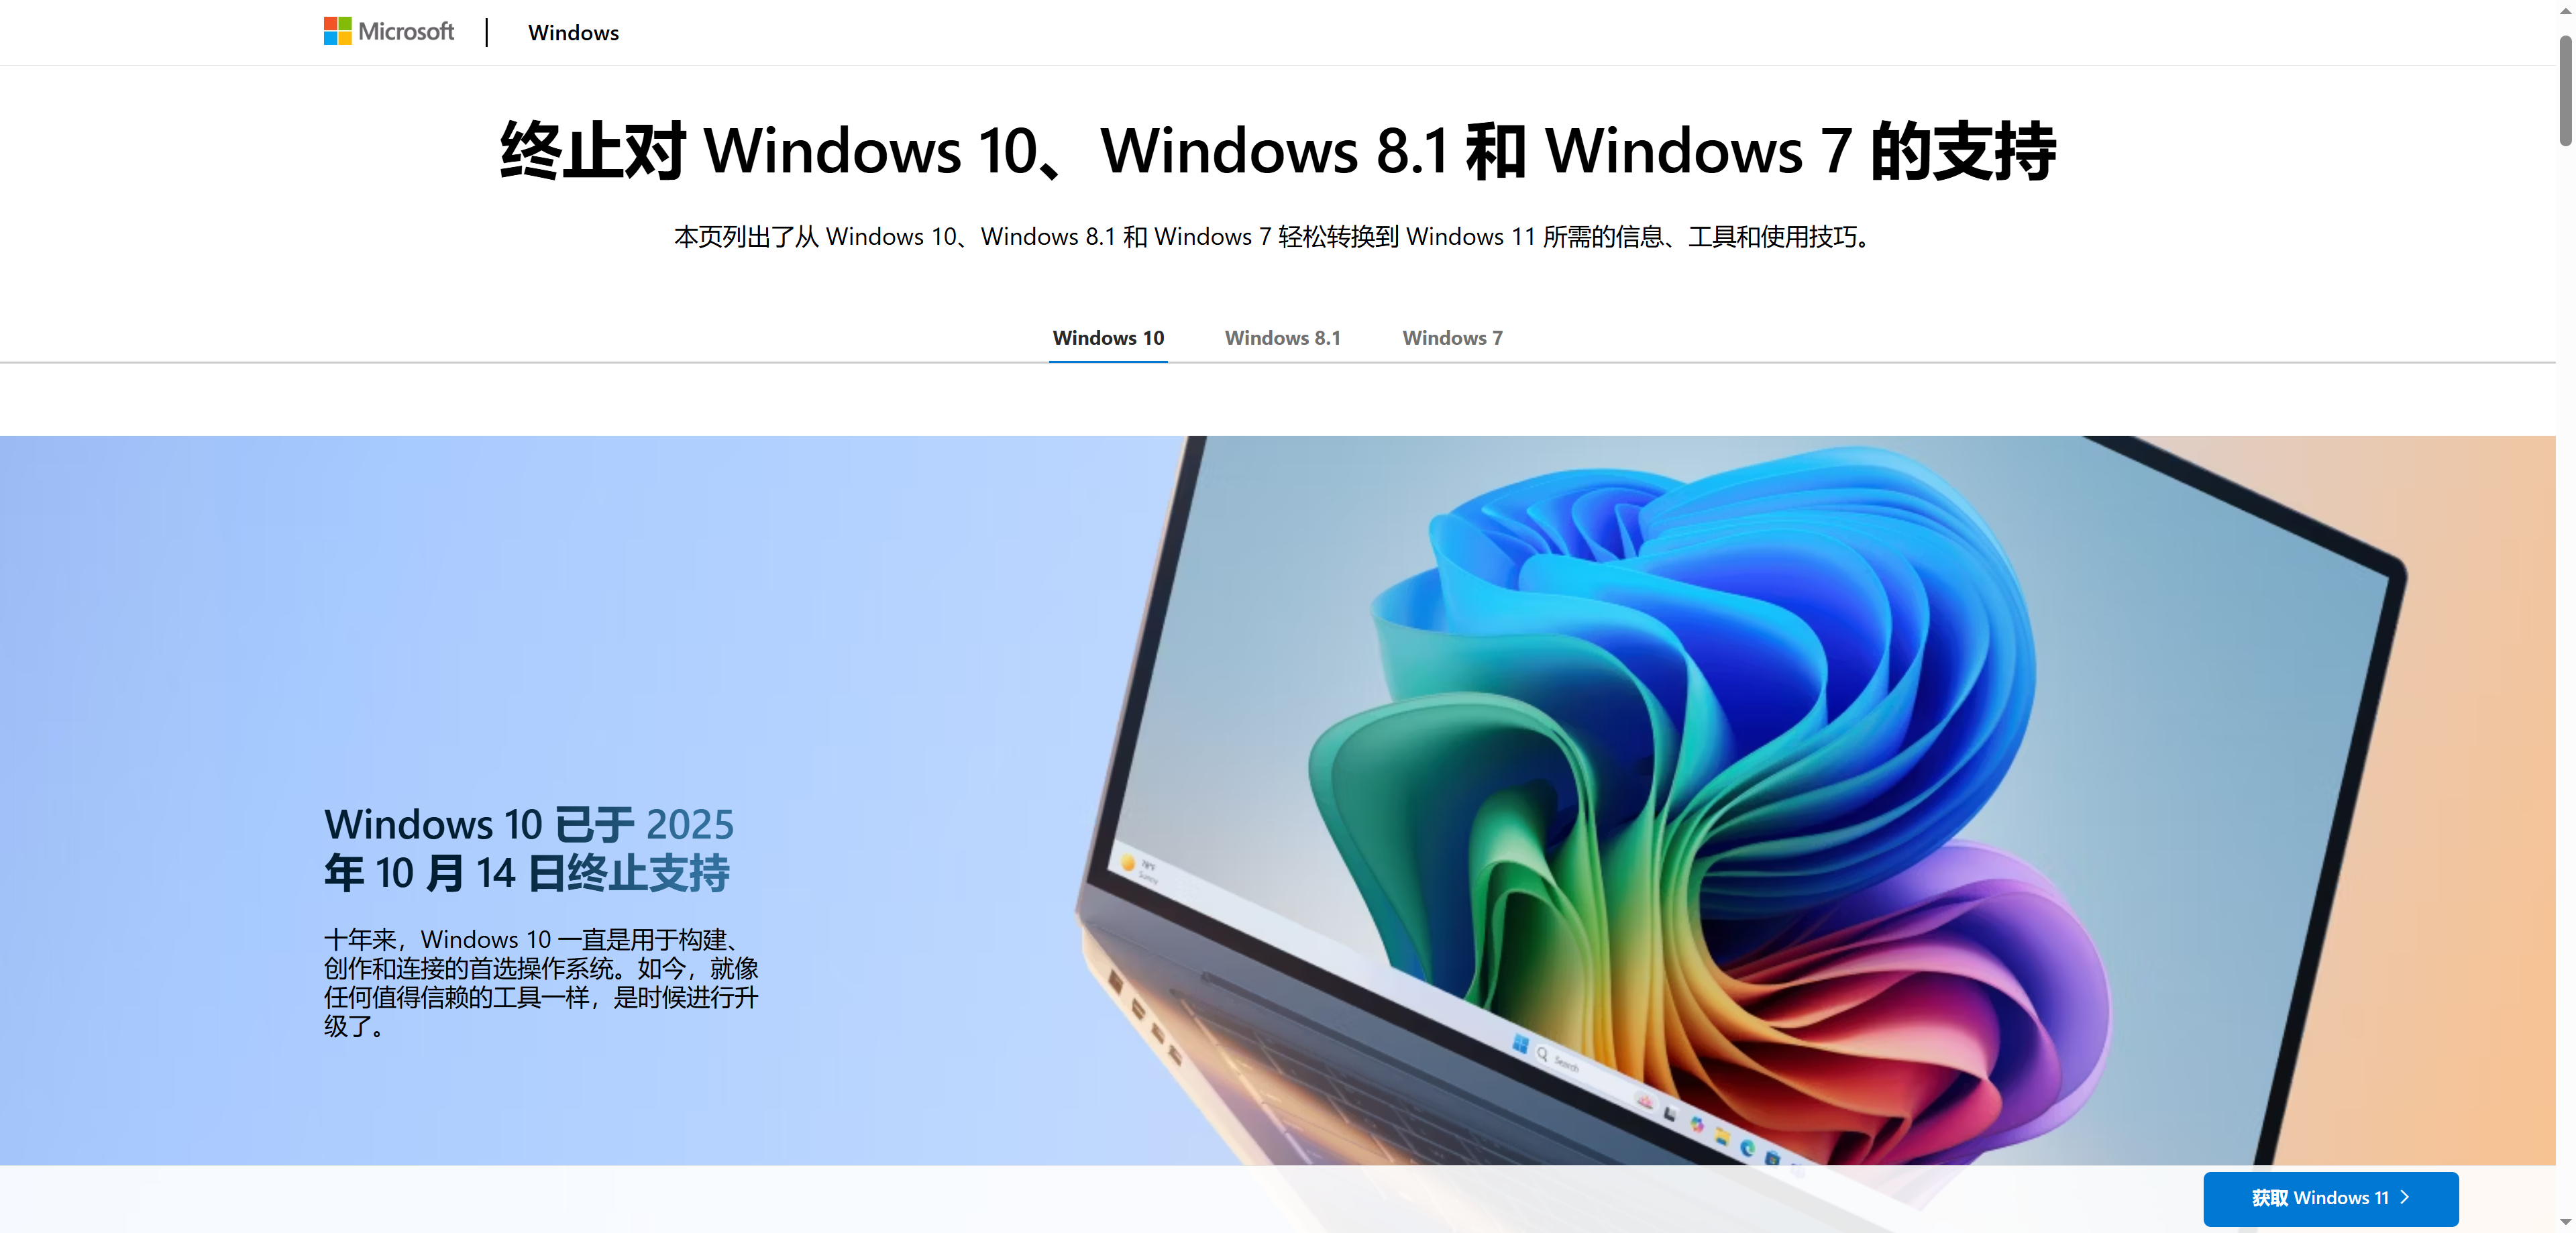 Microsoft
Windows
终止对 Windows 10、Windows 8.1 和 Windows 7 的支持
本页列出了从 Windows 10、Windows 8.1 和 Windows 7 轻松转换到 Windows 11 所需的信息、工具和使用技巧。
Windows 10
Windows 8.1
Windows 7
Windows 10 已于 2025
年 10 月 14 日终止支持
十年来，Windows 10 一直是用于构建、
创作和连接的首选操作系统。如今，就像
任何值得信赖的工具一样，是时候进行升
级了。
78°F
Sunny
Search
获取 Windows 11